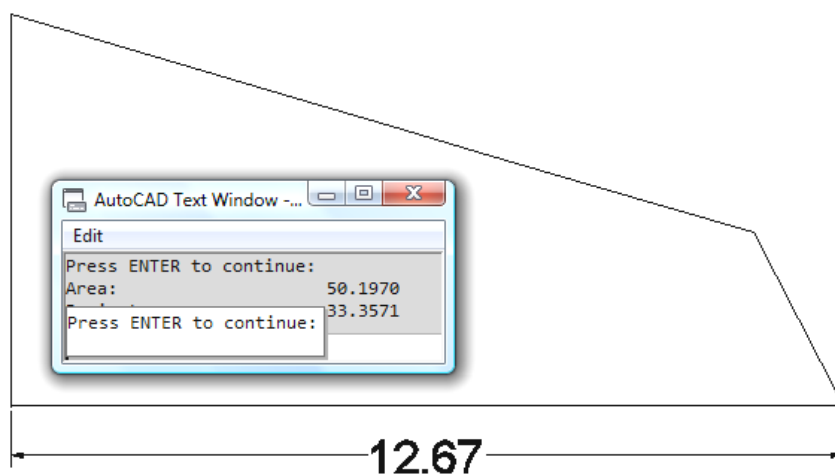 AutoCAD Text Window -...
Edit
Press ENTER to continue:
Area: 50.1970
33.3571
Press ENTER to continue:
12.67